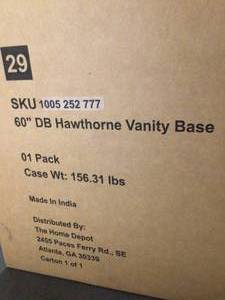 29
SKU 1005 252 777
60" DB Hawthorne Vanity Base
01 Pack
Case Wt: 156.31 lbs
Made in India
Distributed By:
The Home Depot
2455 Paces Ferry Rd., SE
Atlanta, GA 30339
Carton 1 of 1